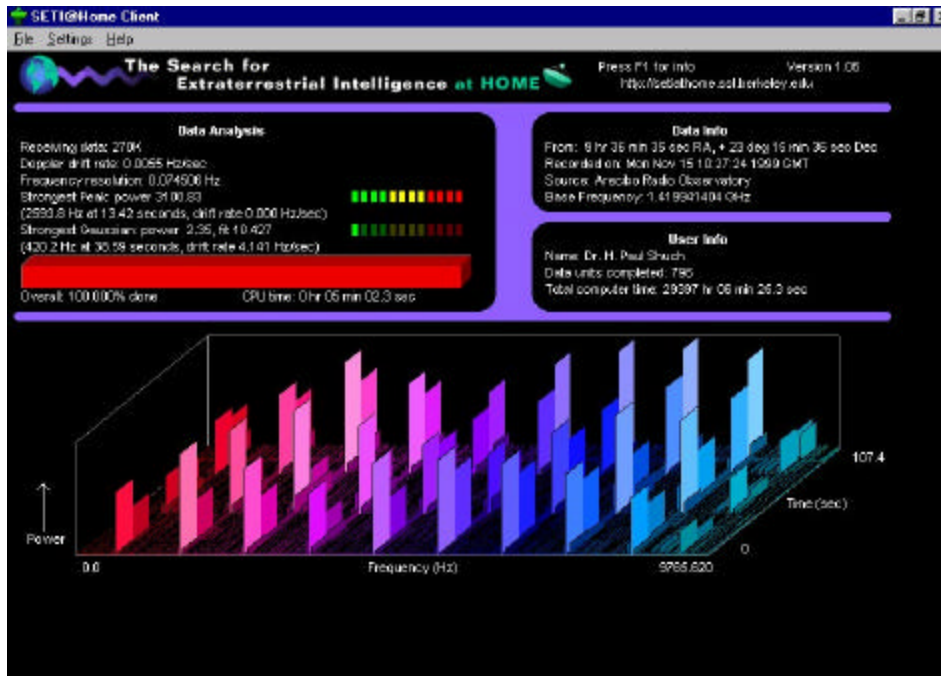 SETI@Home Client
File Settings Help
The Search for
Extraterrestrial Intelligence at HOME
Press F1 for info
Version 1.06
http://setiathome.ssl.berkeley.edu
Data Analysis
Receiving data: 270K
Doppler drift rate: 0.0055 Hz/sec
Frequency resolution: 0.074506 Hz
Strongest Peak: power 3100.83
(2593.8 Hz at 13.42 seconds, drift rate 0.000 Hz/sec)
Strongest Gaussian: power 2.35, fit 10.427
(420.2 Hz at 36.59 seconds, drift rate 4.141 Hz/sec)
Overall: 100.000% done
CPU time: 0 hr 05 min 02.3 sec
Data Info
From: 9 hr 36 min 35 sec RA, + 23 deg 16 min 36 sec Dec
Recorded on: Mon Nov 15 10:37:24 1999 GMT
Source: Arecibo Radio Observatory
Base Frequency: 1.419941404 GHz
User Info
Name: Dr. H. Paul Shuch
Data units completed: 796
Total computer time: 29397 hr 06 min 26.3 sec
107.4
Time (sec)
Power
0
0.0
Frequency (Hz)
9765.620